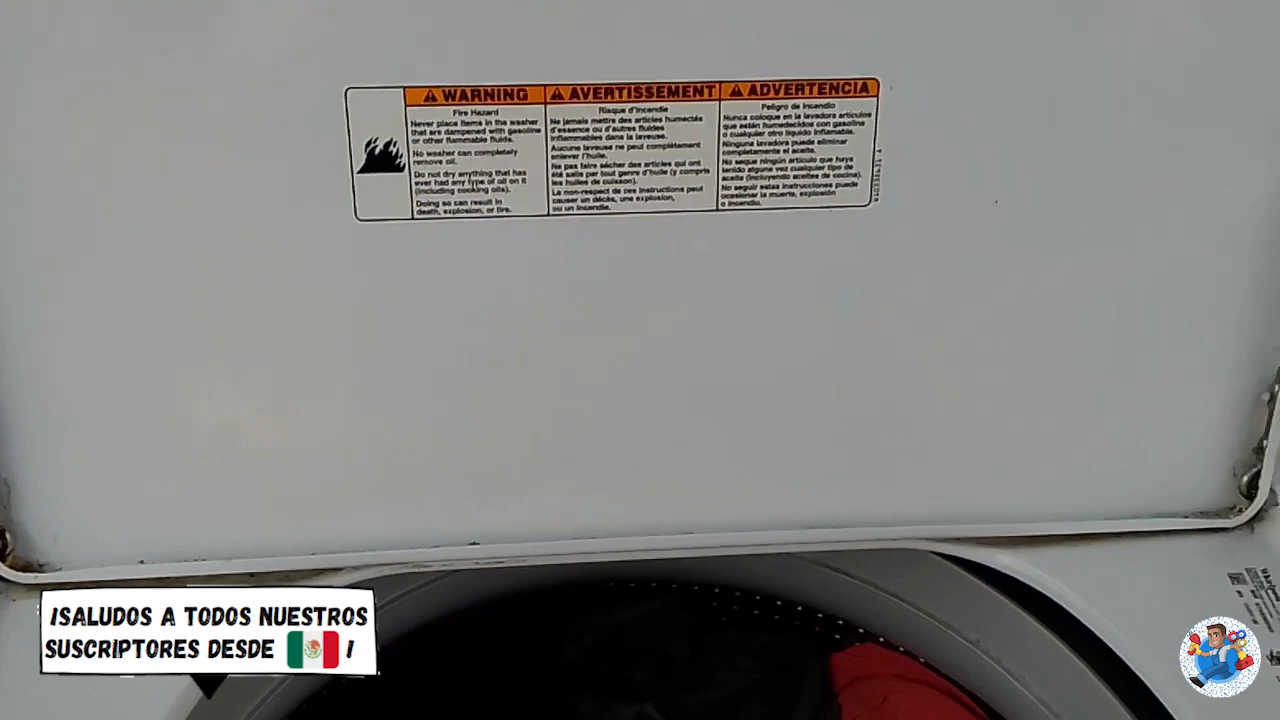 WARNING
Fire Hazard
Never place items in the washer
that are dampened with gasoline
or other flammable fluids.
No washer can completely
remove oil.
Do not dry anything that has
ever had any type of oil on it
(including cooking oils).
Doing so can result in
death, explosion, or fire.
AVERTISSEMENT
Risque d'incendie
Ne jamais mettre des articles humectés
d'essence ou d'autres fluides
inflammables dans la laveuse.
Aucune laveuse ne peut complètement
enlever l'huile.
Ne pas faire sécher des articles qui ont
été salis par tout genre d'huile (y compris
les huiles de cuisson).
Le non-respect de ces instructions peut
causer un décès, une explosion,
ou un incendie.
ADVERTENCIA
Peligro de Incendio
Nunca coloque en la lavadora artículos
que estén humedecidos con gasolina
o cualquier otro líquido inflamable.
Ninguna lavadora puede eliminar
completamente el aceite.
No seque ningún artículo que haya
tenido alguna vez cualquier tipo de
aceite (incluyendo aceites de cocina).
No seguir estas instrucciones puede
ocasionar la muerte, explosión
o incendio.
¡SALUDOS A TODOS NUESTROS
SUSCRIPTORES DESDE !